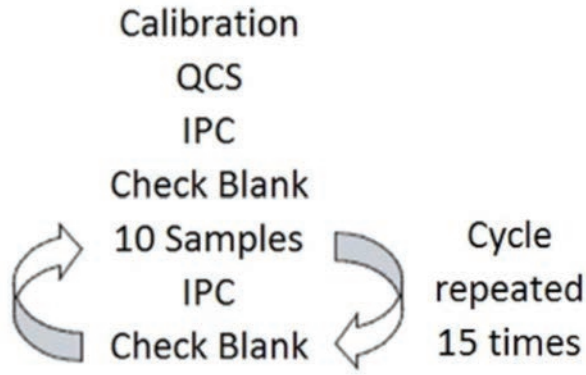 Calibration
QCS
IPC
Check Blank
10 Samples
IPC
Check Blank
Cycle
repeated
15 times